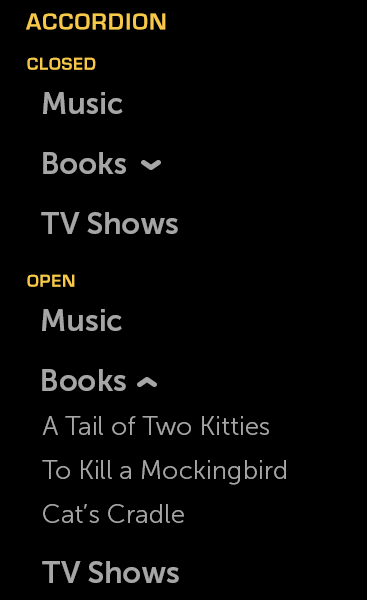 ACCORDION
CLOSED
Music
Books
TV Shows
OPEN
Music
Books
A Tail of Two Kitties
To Kill a Mockingbird
Cat's Cradle
TV Shows